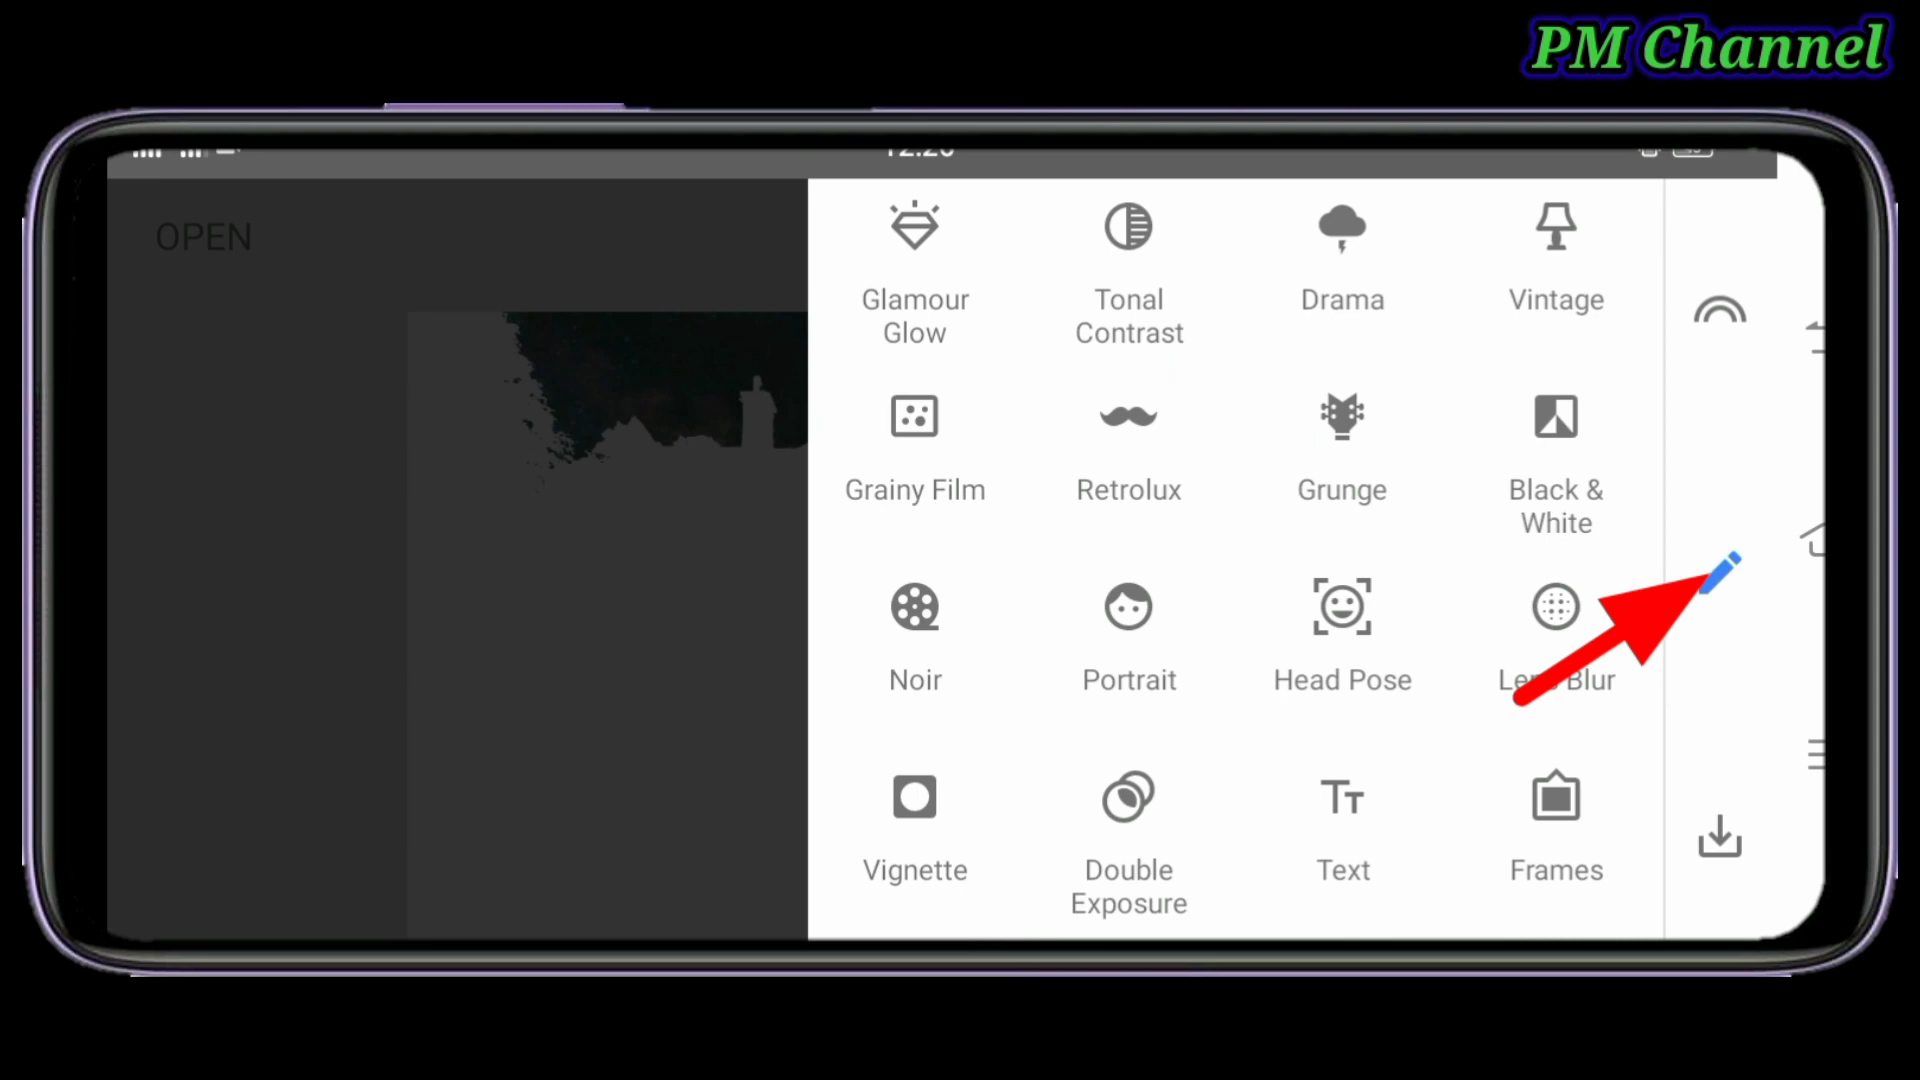 PM Channel
OPEN
Glamour
Glow
Tonal
Contrast
Drama
Vintage
Grainy Film
Retrolux
Grunge
Black &
White
Noir
Portrait
Head Pose
Lens Blur
Vignette
Double
Exposure
Text
Frames